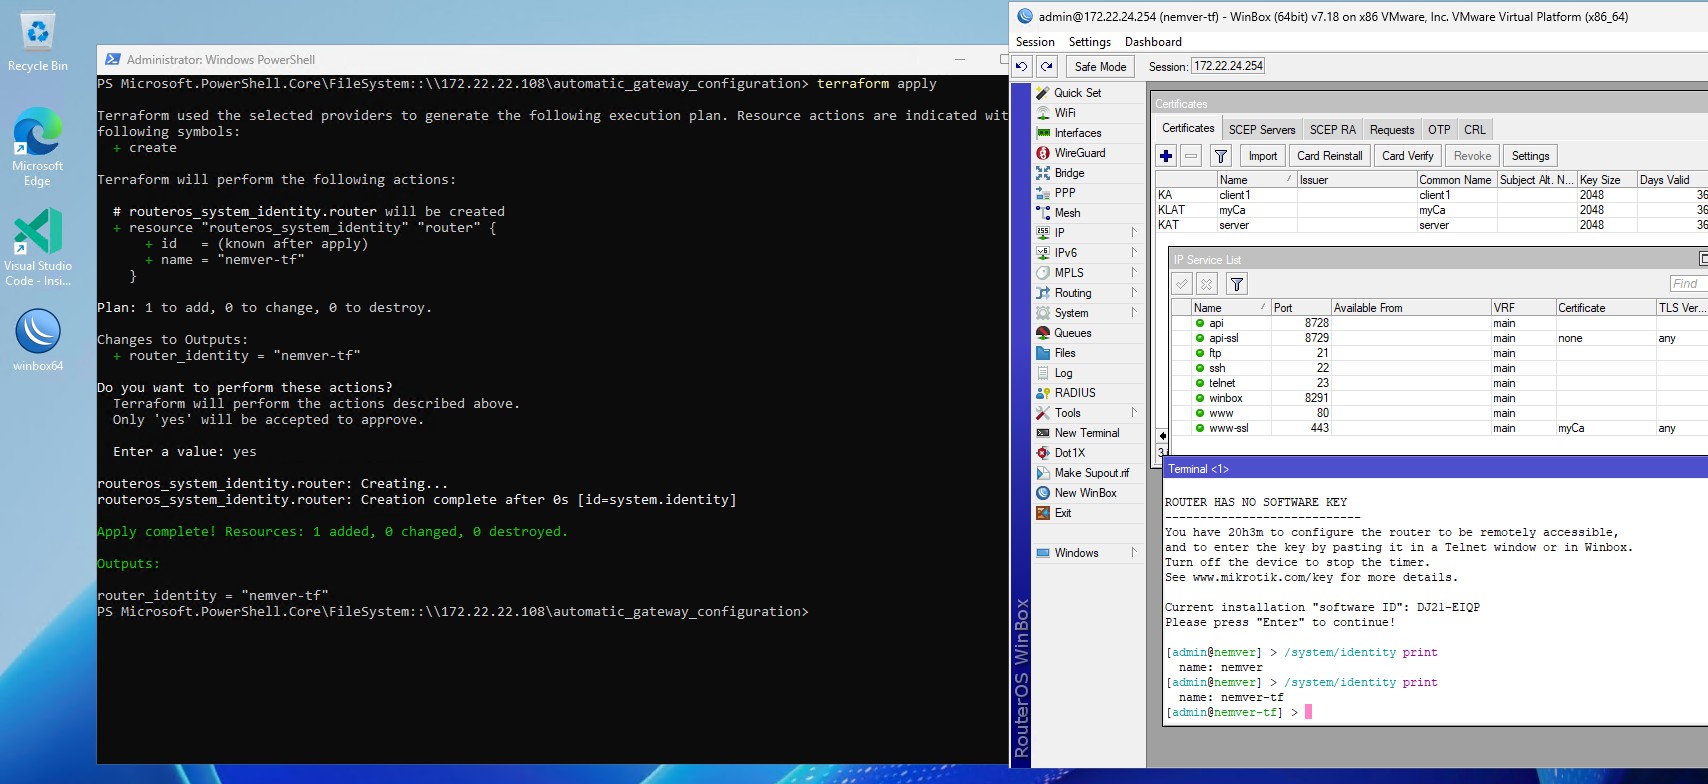 Recycle Bin
Microsoft
Edge
Visual Studio
Code - Insi...
winbox64
Administrator: Windows PowerShell
PS Microsoft.PowerShell.Core\FileSystem::\\172.22.22.108\automatic_gateway_configuration> terraform apply
Terraform used the selected providers to generate the following execution plan. Resource actions are indicated wit
following symbols:
+ create
Terraform will perform the following actions:
# routeros_system_identity.router will be created
+ resource "routeros_system_identity" "router" {
+ id   = (known after apply)
+ name = "nemver-tf"
}
Plan: 1 to add, 0 to change, 0 to destroy.
Changes to Outputs:
+ router_identity = "nemver-tf"
Do you want to perform these actions?
Terraform will perform the actions described above.
Only 'yes' will be accepted to approve.
Enter a value: yes
routeros_system_identity.router: Creating...
routeros_system_identity.router: Creation complete after 0s [id=system.identity]
Apply complete! Resources: 1 added, 0 changed, 0 destroyed.
Outputs:
router_identity = "nemver-tf"
PS Microsoft.PowerShell.Core\FileSystem::\\172.22.22.108\automatic_gateway_configuration>
admin@172.22.24.254 (nemver-tf) - WinBox (64bit) v7.18 on x86 VMware, Inc. VMware Virtual Platform (x86_64)
Session Settings Dashboard
Safe Mode Session: 172.22.24.254
RouterOS WinBox
Quick Set
WiFi
Interfaces
WireGuard
Bridge
PPP
Mesh
IP
IPv6
MPLS
Routing
System
Queues
Files
Log
RADIUS
Tools
New Terminal
Dot1X
Make Supout.rif
New WinBox
Exit
Windows
Certificates
Certificates SCEP Servers SCEP RA Requests OTP CRL
Import Card Reinstall Card Verify Revoke Settings
Name Issuer Common Name Subject Alt. N... Key Size Days Valid
KA client1 client1 2048 36
KLAT myCa myCa 2048 36
KAT server server 2048 36
IP Service List
Find
Name Port Available From VRF Certificate TLS Ver...
api 8728 main
api-ssl 8729 main none any
ftp 21 main
ssh 22 main
telnet 23 main
winbox 8291 main
www 80 main
www-ssl 443 main myCa any
Terminal <1>
ROUTER HAS NO SOFTWARE KEY
----------------------------
You have 20h3m to configure the router to be remotely accessible,
and to enter the key by pasting it in a Telnet window or in Winbox.
Turn off the device to stop the timer.
See www.mikrotik.com/key for more details.
Current installation "software ID": DJ21-EIQP
Please press "Enter" to continue!
[admin@nemver] > /system/identity print
name: nemver
[admin@nemver] > /system/identity print
name: nemver-tf
[admin@nemver-tf] >